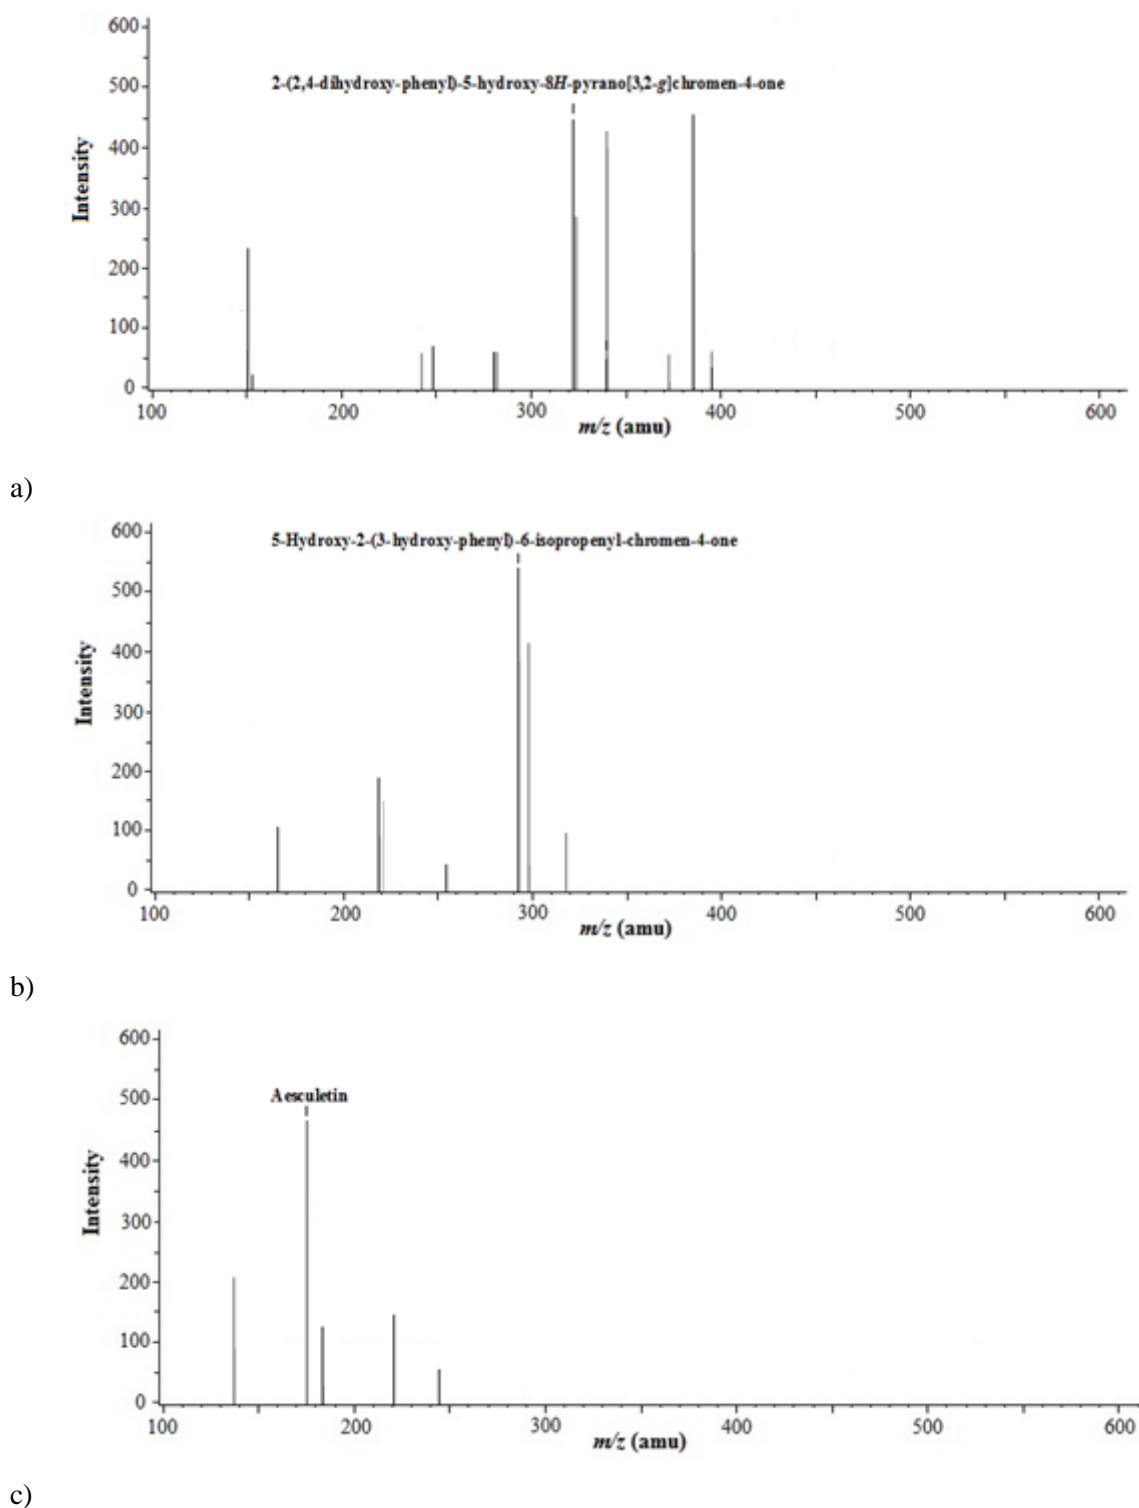 600
2-(2,4-dihydroxy-phenyl)-5-hydroxy-8H-pyrano[3,2-g]chromen-4-one
500
400
Intensity
300
200
100
0
100 200 300 400 500 600
m/z (amu)
a)
600
5-Hydroxy-2-(3-hydroxy-phenyl)-6-isopropenyl-chromen-4-one
500
400
Intensity
300
200
100
0
100 200 300 400 500 600
m/z (amu)
b)
600
Aesculetin
500
400
Intensity
300
200
100
0
100 200 300 400 500 600
m/z (amu)
c)